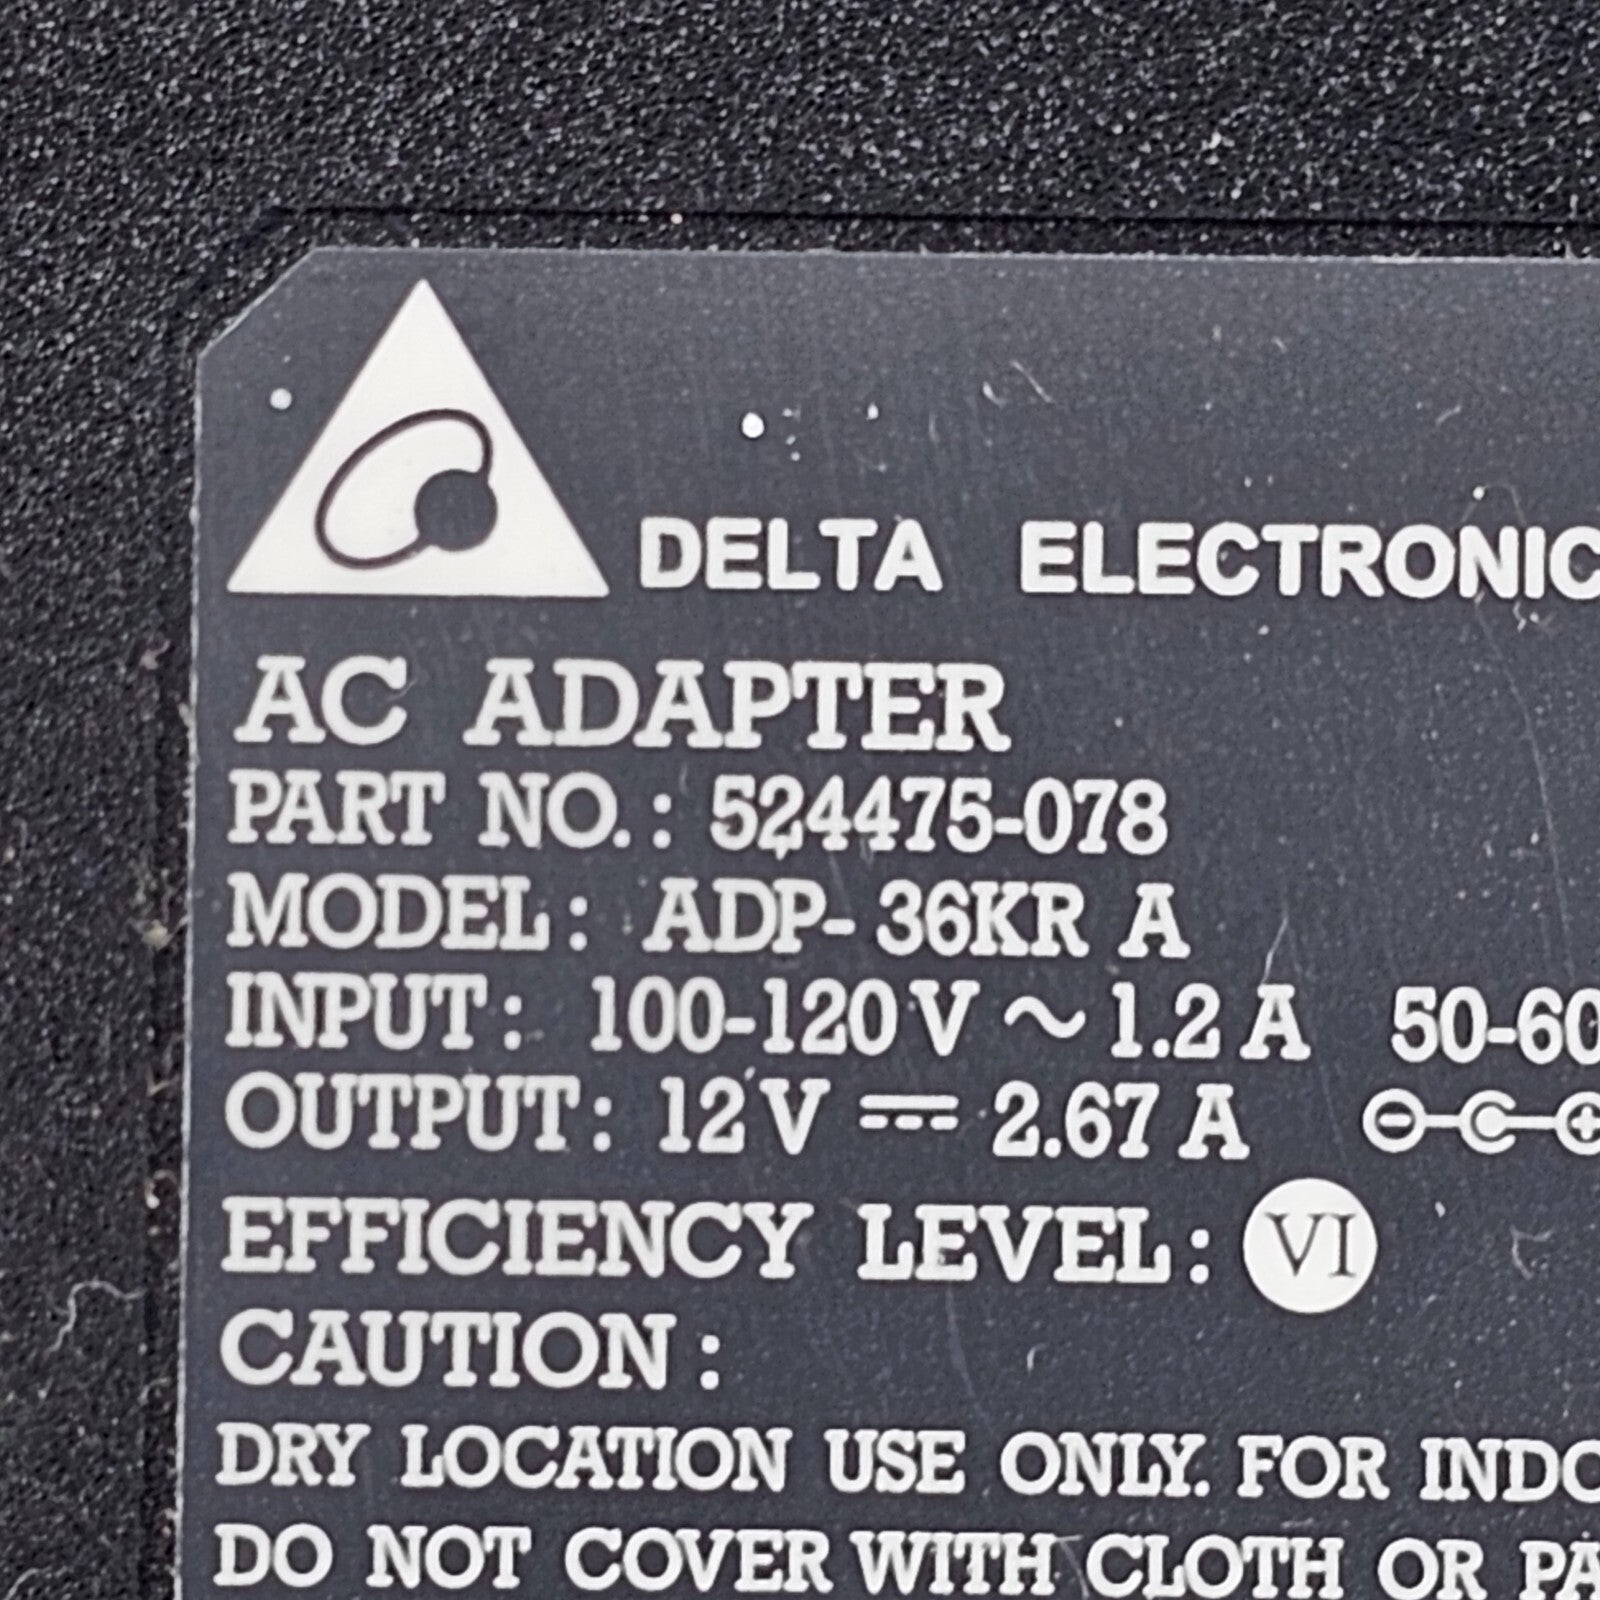 DELTA ELECTRONIC
AC ADAPTER
PART NO.: 524475-078
MODEL: ADP-36KR A
INPUT: 100-120V ~ 1.2 A 50-60
OUTPUT: 12V ⎓ 2.67 A
EFFICIENCY LEVEL: VI
CAUTION:
DRY LOCATION USE ONLY. FOR INDO
DO NOT COVER WITH CLOTH OR PA